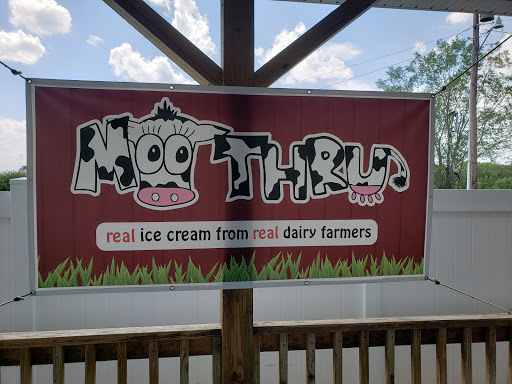 MOO THRU
real ice cream from real dairy farmers